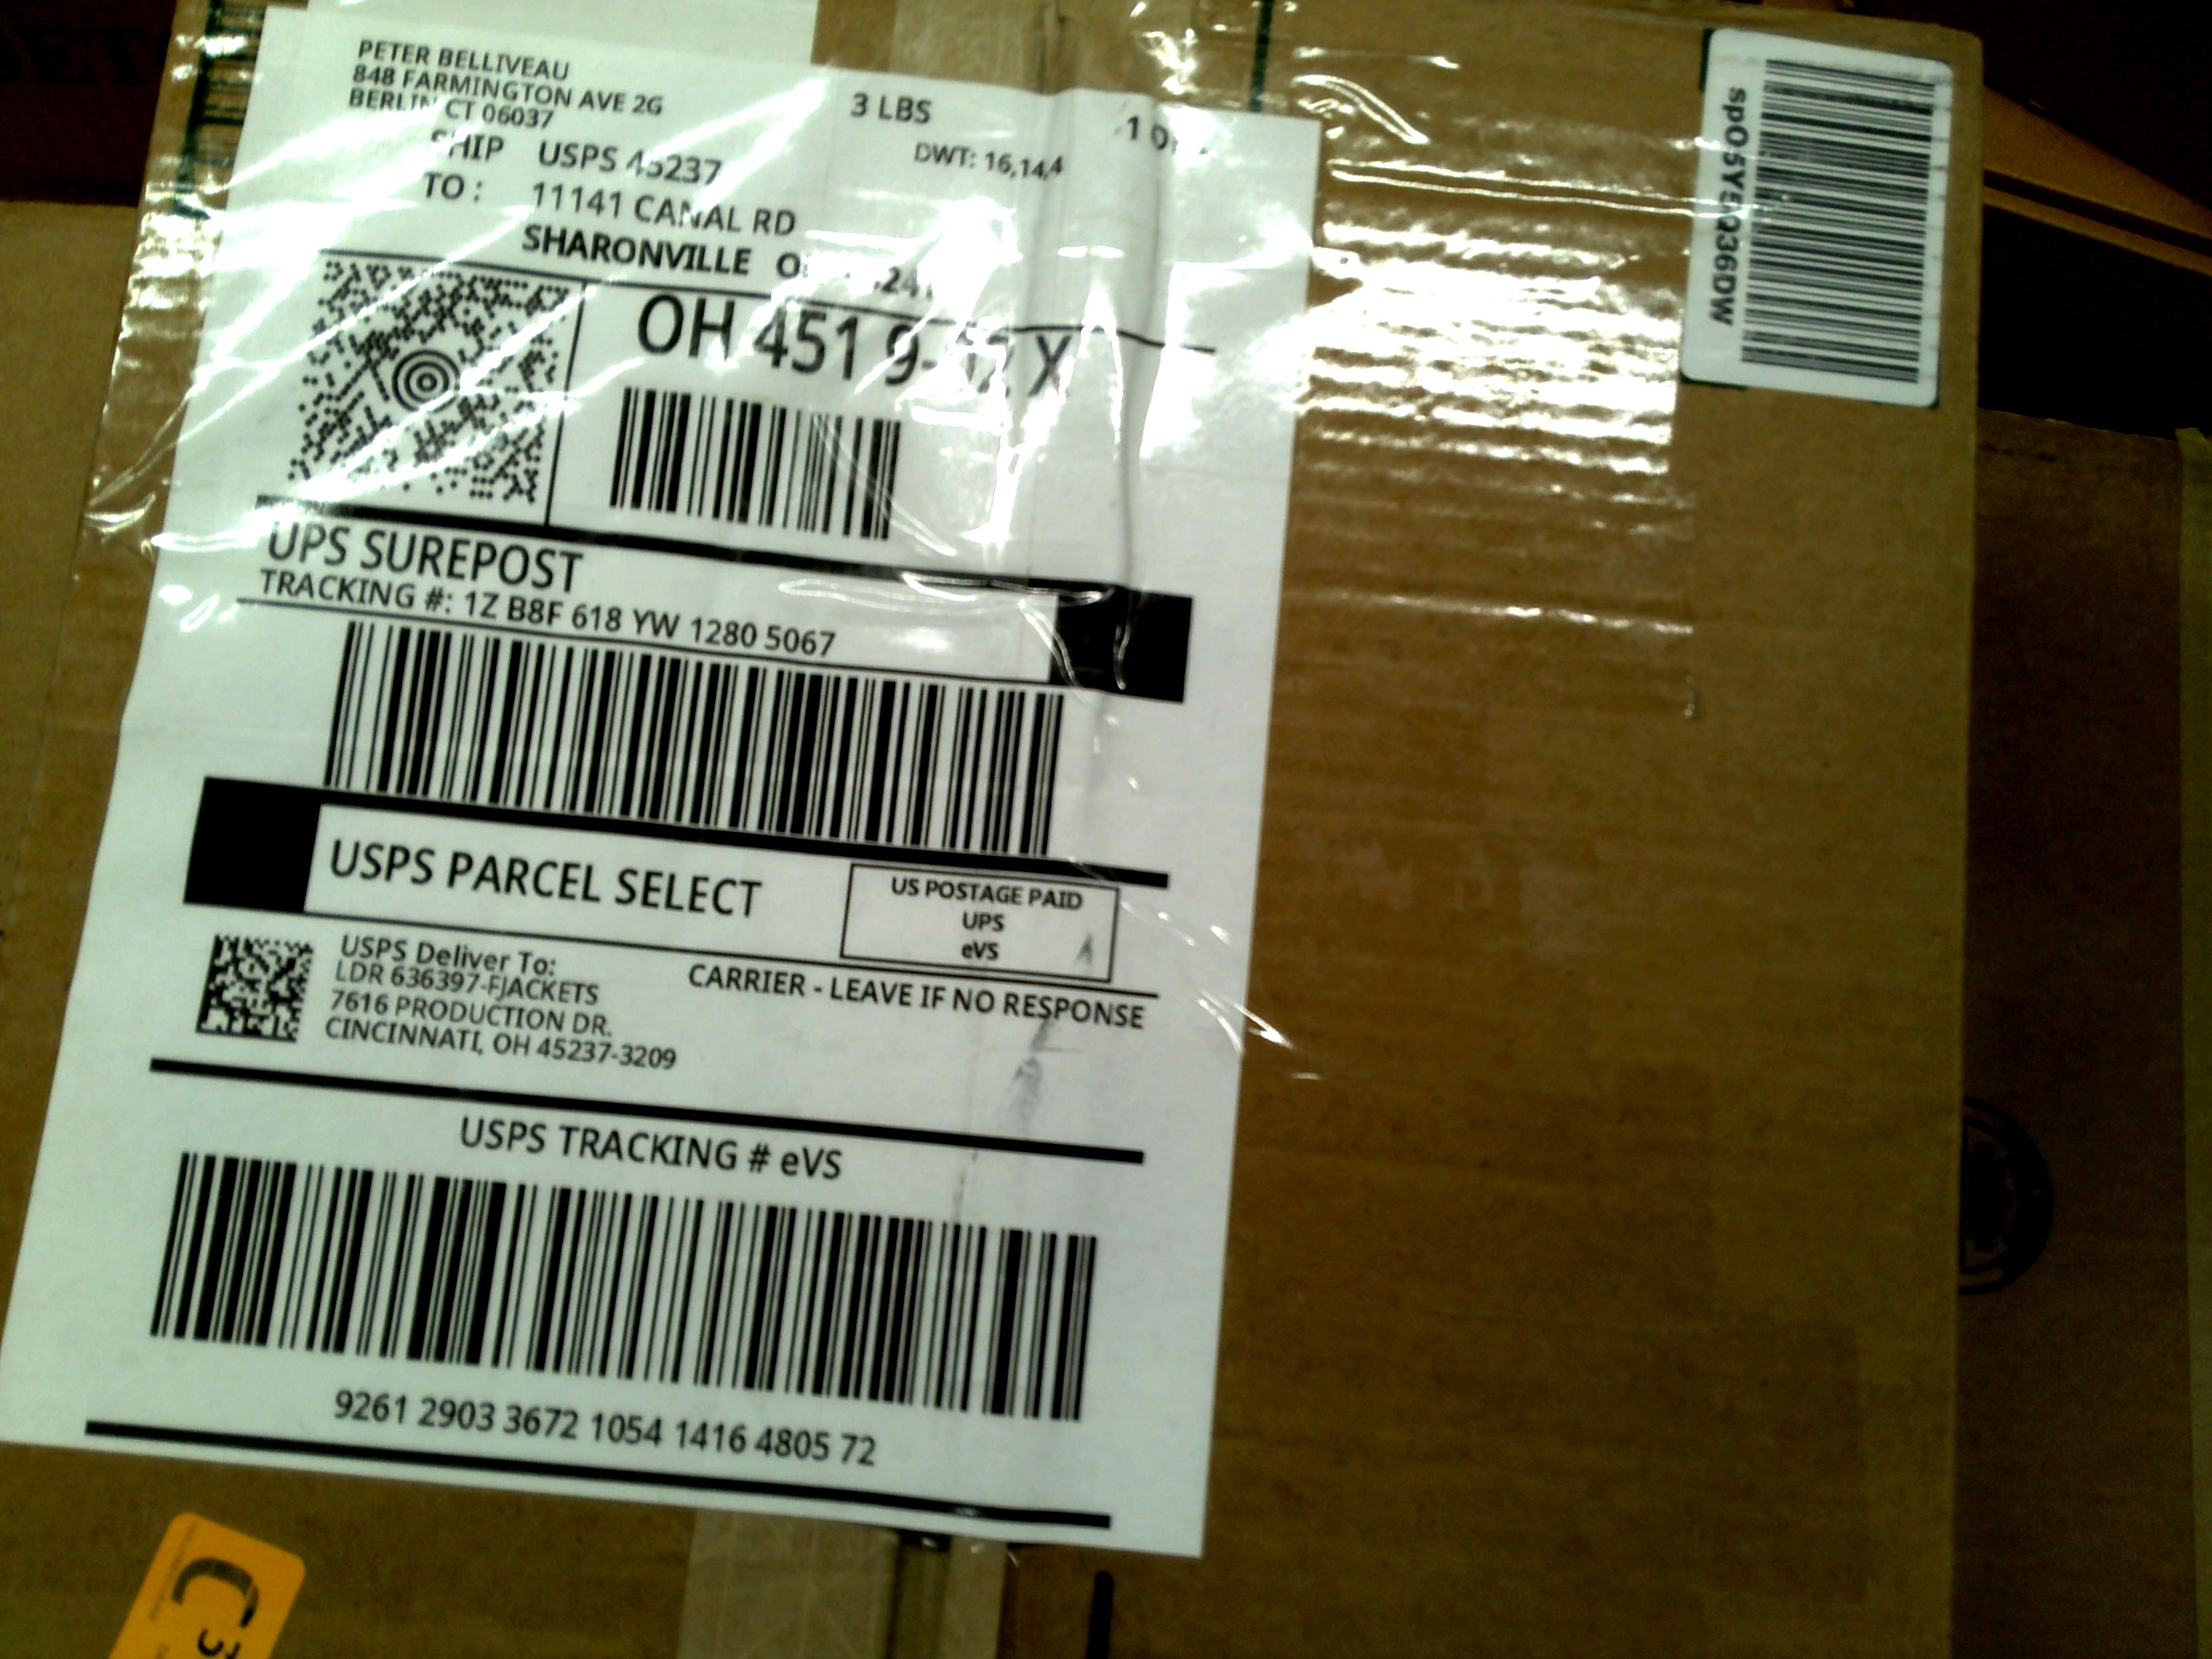 PETER BELLIVEAU
848 FARMINGTON AVE 2G
BERLIN CT 06037
3 LBS
DWT: 16,14,4
SHIP USPS 45237
TO: 11141 CANAL RD
SHARONVILLE
OH 451
UPS SUREPOST
TRACKING #: 1Z B8F 618 YW 1280 5067
USPS PARCEL SELECT
US POSTAGE PAID
UPS
eVS
USPS Deliver To:
LDR 636397-FJACKETS
7616 PRODUCTION DR.
CINCINNATI, OH 45237-3209
CARRIER - LEAVE IF NO RESPONSE
USPS TRACKING # eVS
9261 2903 3672 1054 1416 4805 72
spO5Y5Q36DW